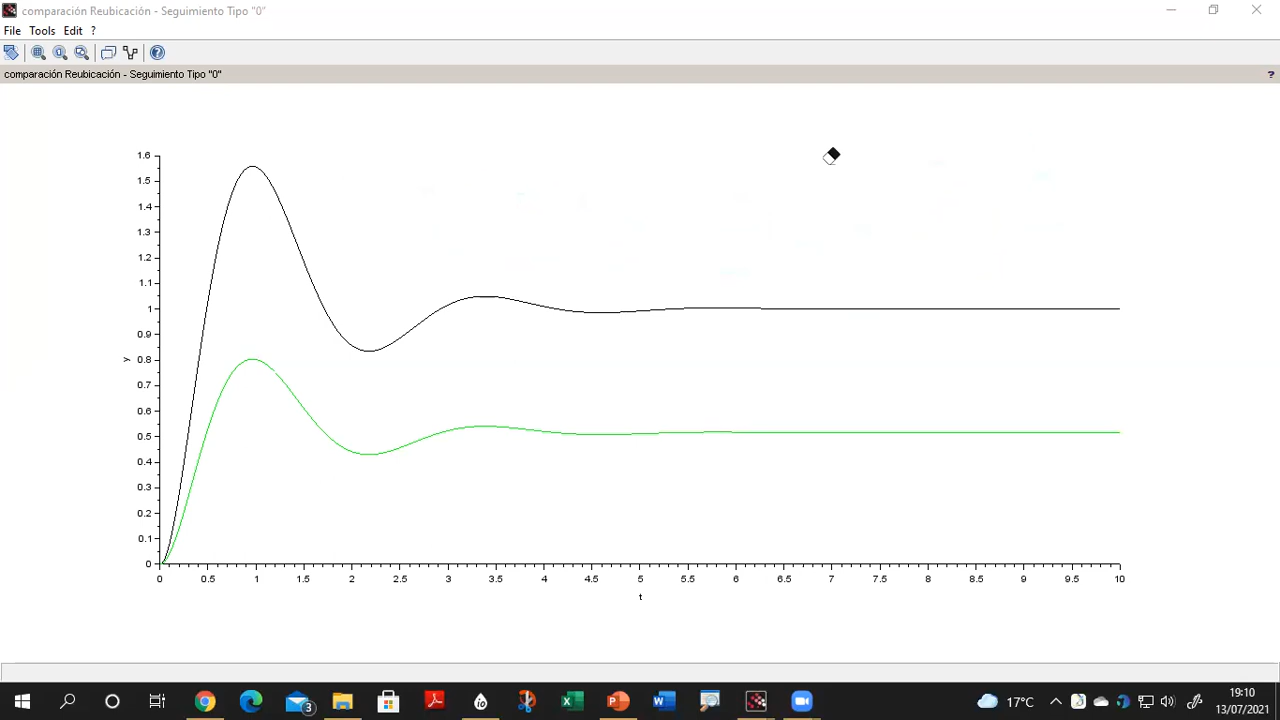 comparación Reubicación - Seguimiento Tipo "0"
File Tools Edit ?
comparación Reubicación - Seguimiento Tipo "0" ?
1.6
1.5
1.4
1.3
1.2
1.1
1
0.9
y
0.8
0.7
0.6
0.5
0.4
0.3
0.2
0.1
0
0 0.5 1 1.5 2 2.5 3 3.5 4 4.5 5 5.5 6 6.5 7 7.5 8 8.5 9 9.5 10
t
3
17°C
19:10
13/07/2021